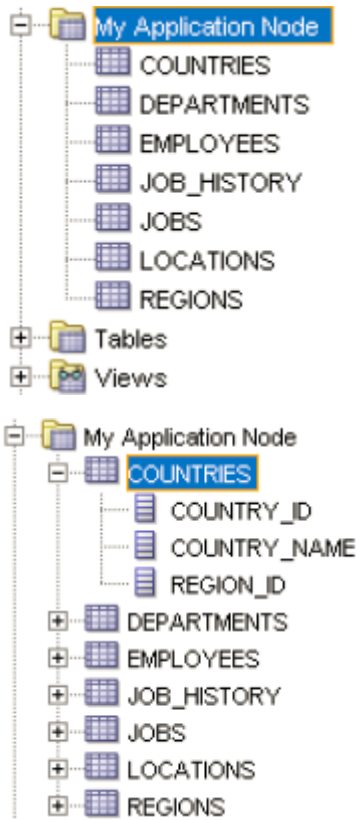 My Application Node
COUNTRIES
DEPARTMENTS
EMPLOYEES
JOB_HISTORY
JOBS
LOCATIONS
REGIONS
Tables
Views
My Application Node
COUNTRIES
COUNTRY_ID
COUNTRY_NAME
REGION_ID
DEPARTMENTS
EMPLOYEES
JOB_HISTORY
JOBS
LOCATIONS
REGIONS